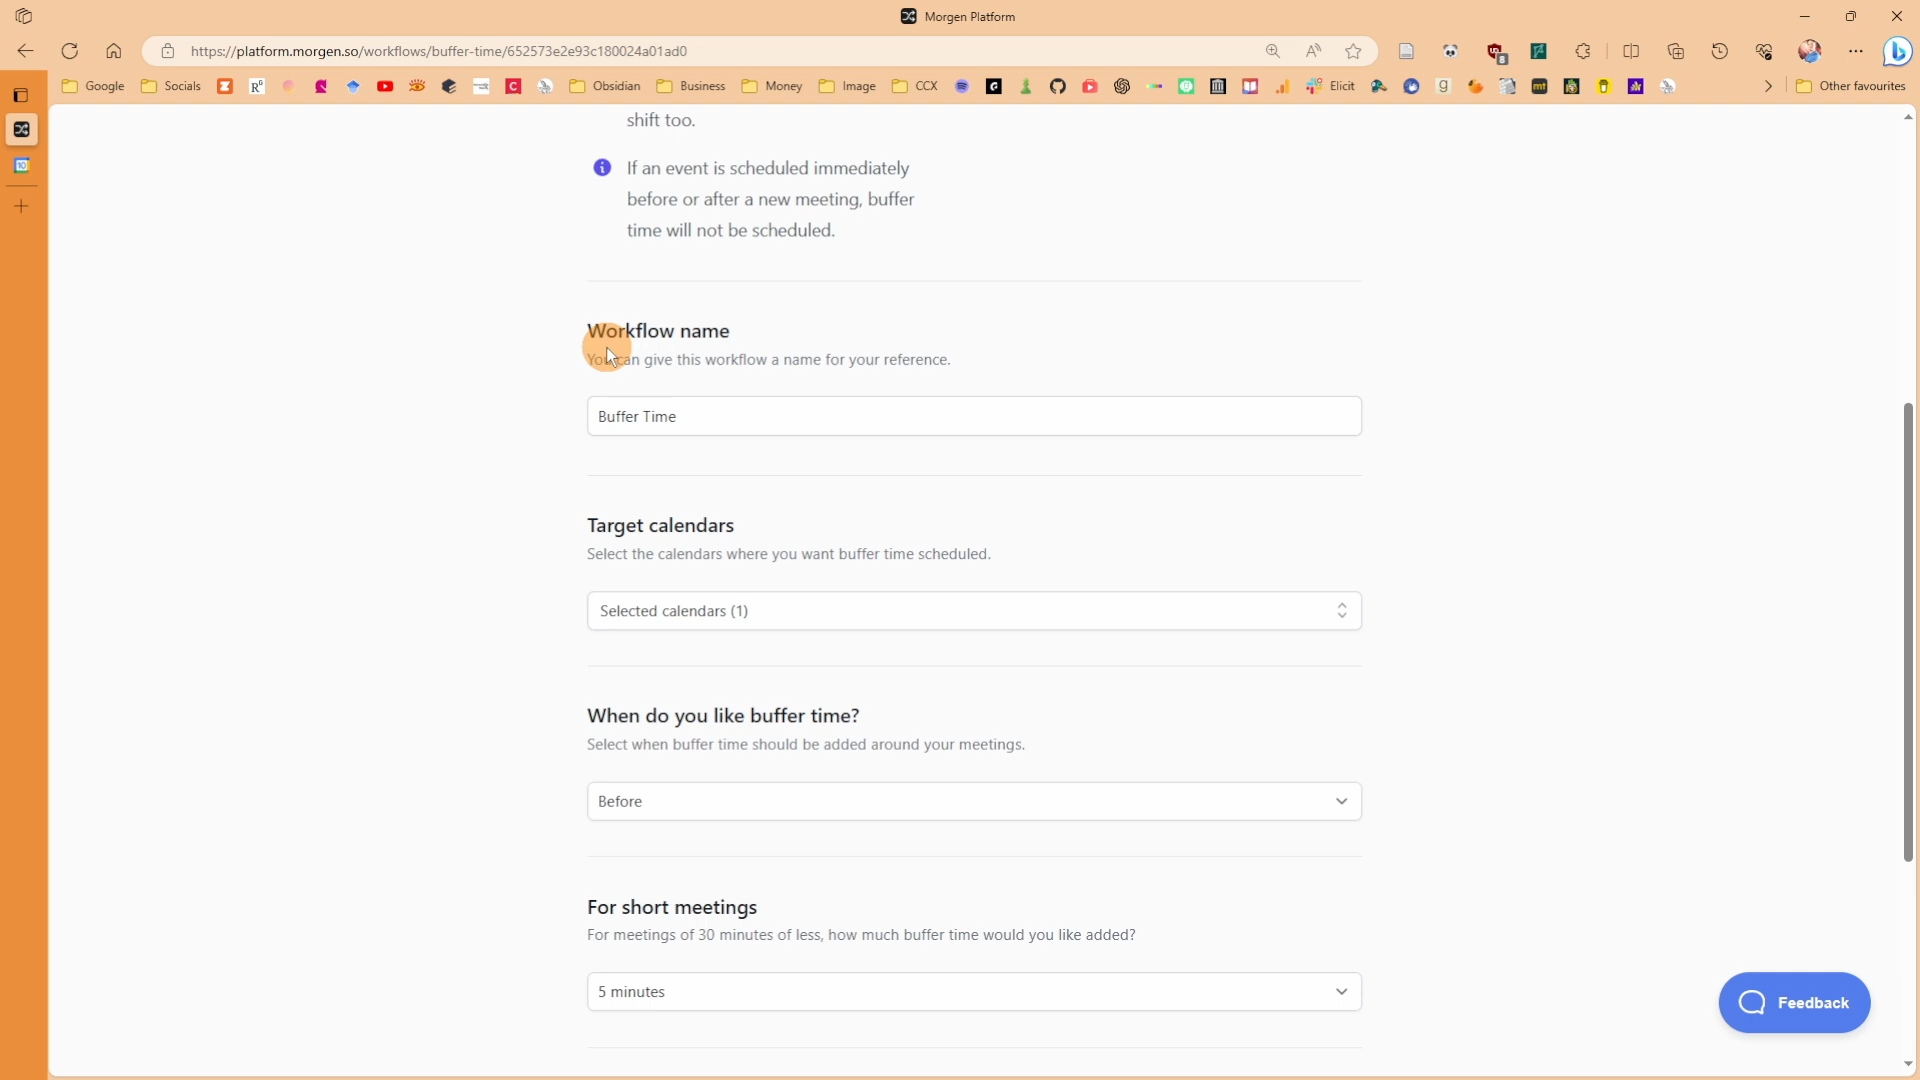 Morgen Platform
https://platform.morgen.so/workflows/buffer-time/652573e2e93c180024a01ad0
Google Socials Obsidian Business Money Image CCX Elicit Other favourites
shift too.
If an event is scheduled immediately
before or after a new meeting, buffer
time will not be scheduled.
Workflow name
You can give this workflow a name for your reference.
Buffer Time
Target calendars
Select the calendars where you want buffer time scheduled.
Selected calendars (1)
When do you like buffer time?
Select when buffer time should be added around your meetings.
Before
For short meetings
For meetings of 30 minutes of less, how much buffer time would you like added?
5 minutes
Feedback